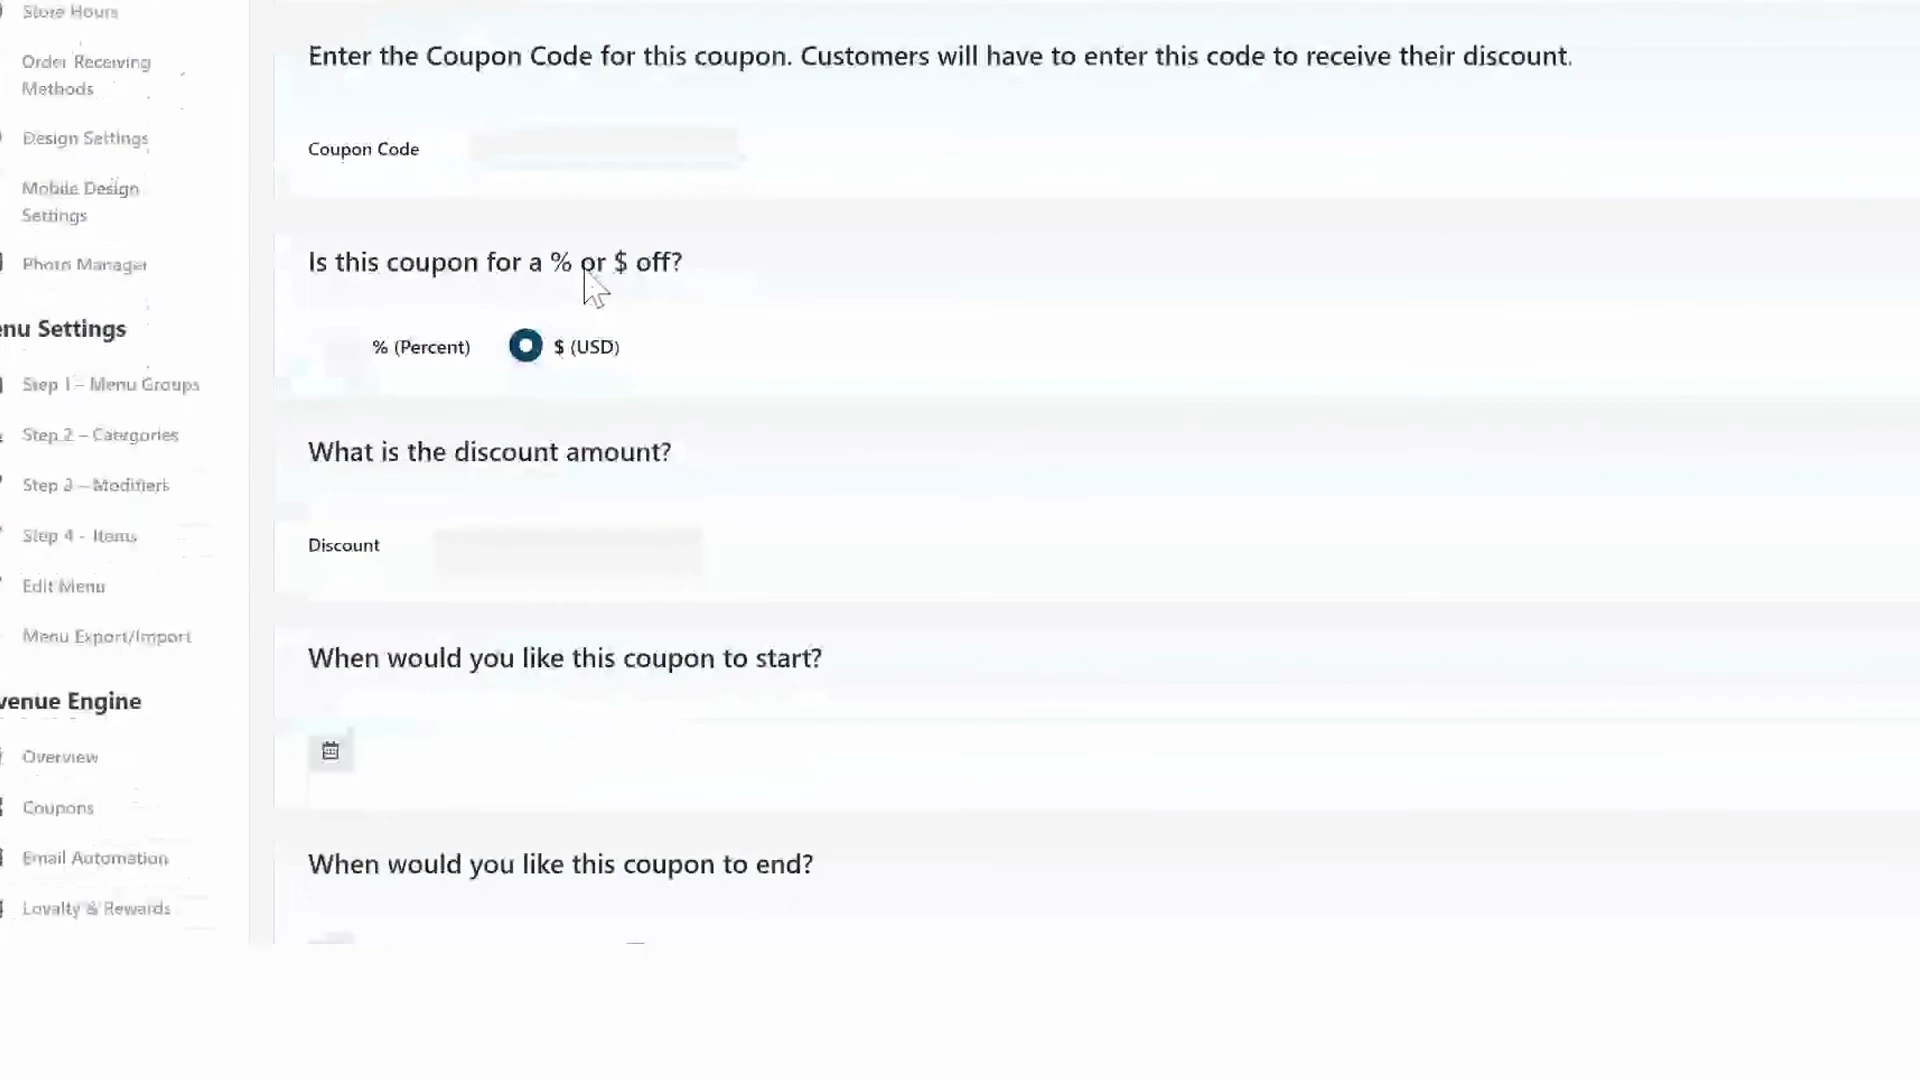 Store Hours
Order Receiving
Methods
Design Settings
Mobile Design
Settings
Photo Manager
enu Settings
Step 1 – Menu Groups
Step 2 – Categories
Step 3 – Modifiers
Step 4 - Items
Edit Menu
Menu Export/Import
venue Engine
Overview
Coupons
Email Automation
Loyalty & Rewards
Enter the Coupon Code for this coupon. Customers will have to enter this code to receive their discount.
Coupon Code
Is this coupon for a % or $ off?
% (Percent) $ (USD)
What is the discount amount?
Discount
When would you like this coupon to start?
When would you like this coupon to end?